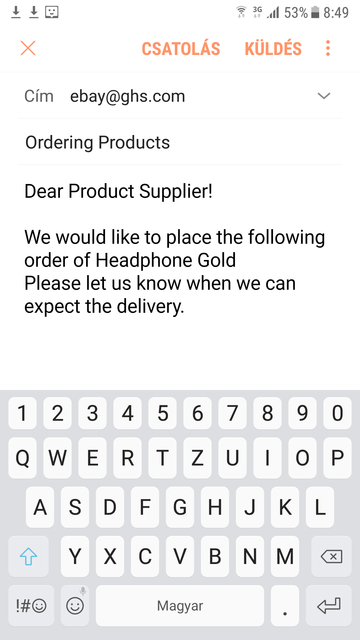 3G 53% 8:49
CSATOLÁS KÜLDÉS
Cím ebay@ghs.com
Ordering Products
Dear Product Supplier!
We would like to place the following
order of Headphone Gold
Please let us know when we can
expect the delivery.
1 2 3 4 5 6 7 8 9 0
Q W E R T Z U I O P
A S D F G H J K L
Y X C V B N M
!#☺ Magyar .